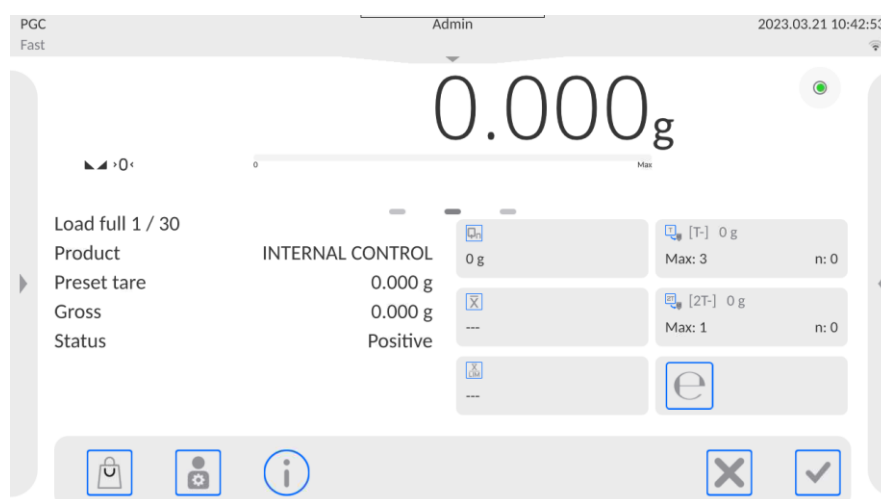 PGC
Admin
2023.03.21 10:42:53
Fast
0.000g
›0‹
0
Max
Load full 1 / 30
Product INTERNAL CONTROL
Preset tare 0.000 g
Gross 0.000 g
Status Positive
Qn
0 g
X
---
---
T [T-] 0 g
Max: 3 n: 0
2T [2T-] 0 g
Max: 1 n: 0
℮
i